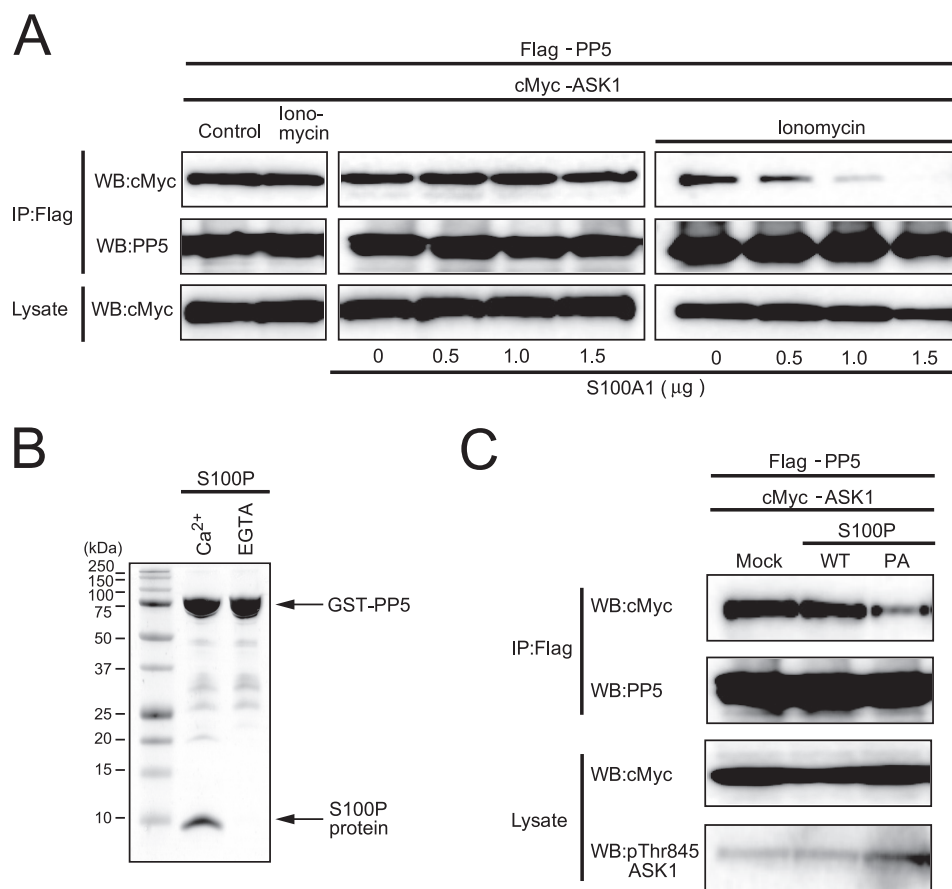 A
Flag -PP5
cMyc -ASK1
Control
Iono-
mycin
Ionomycin
IP:Flag
WB:cMyc
WB:PP5
Lysate
WB:cMyc
0 0.5 1.0 1.5 0 0.5 1.0 1.5
S100A1 ( μg )
B
S100P
Ca2+
EGTA
(kDa)
250
150
100
75
50
37
25
20
15
10
GST-PP5
S100P
protein
C
Flag -PP5
cMyc -ASK1
S100P
Mock WT PA
IP:Flag
WB:cMyc
WB:PP5
Lysate
WB:cMyc
WB:pThr845
ASK1